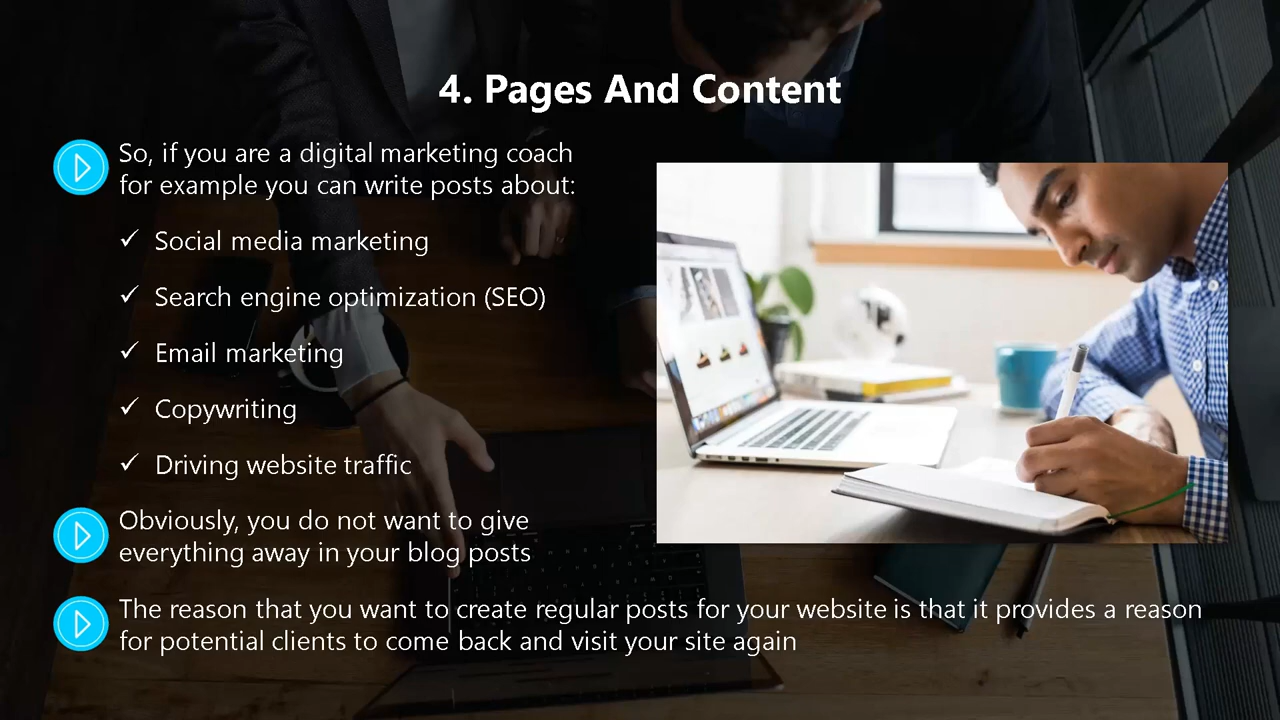 4. Pages And Content
So, if you are a digital marketing coach
for example you can write posts about:
✓ Social media marketing
✓ Search engine optimization (SEO)
✓ Email marketing
✓ Copywriting
✓ Driving website traffic
Obviously, you do not want to give
everything away in your blog posts
The reason that you want to create regular posts for your website is that it provides a reason
for potential clients to come back and visit your site again